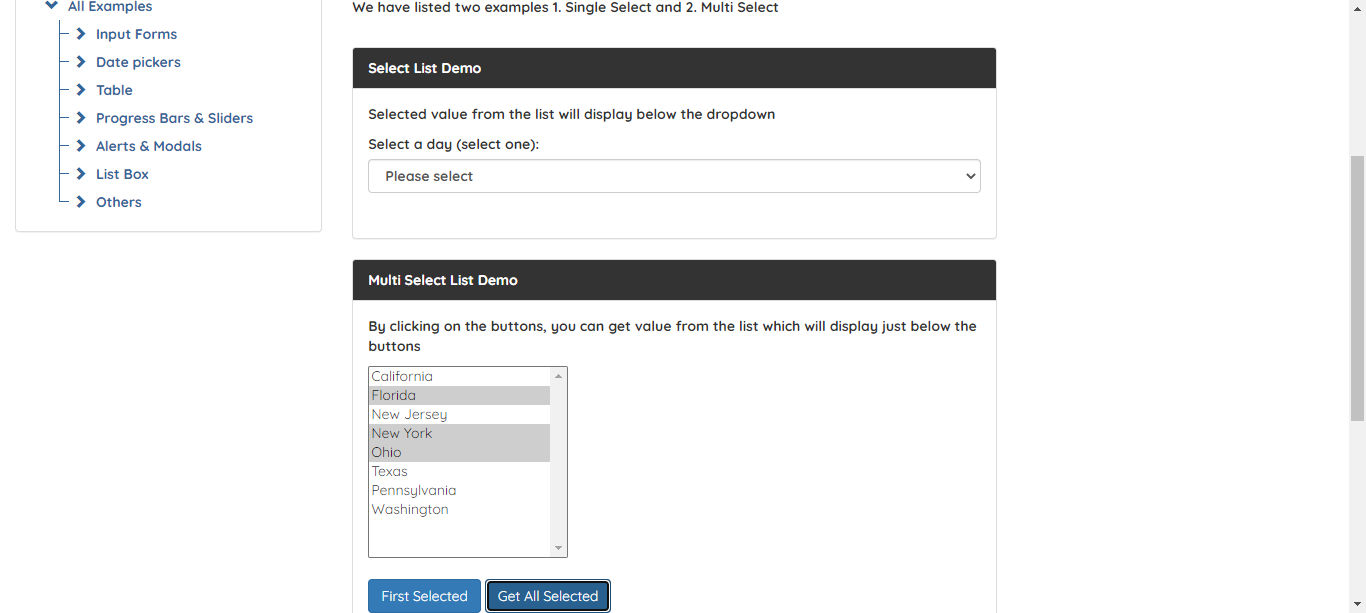 All Examples
Input Forms
Date pickers
Table
Progress Bars & Sliders
Alerts & Modals
List Box
Others
We have listed two examples 1. Single Select and 2. Multi Select
Select List Demo
Selected value from the list will display below the dropdown
Select a day (select one):
Please select
Multi Select List Demo
By clicking on the buttons, you can get value from the list which will display just below the
buttons
California
Florida
New Jersey
New York
Ohio
Texas
Pennsylvania
Washington
First Selected Get All Selected